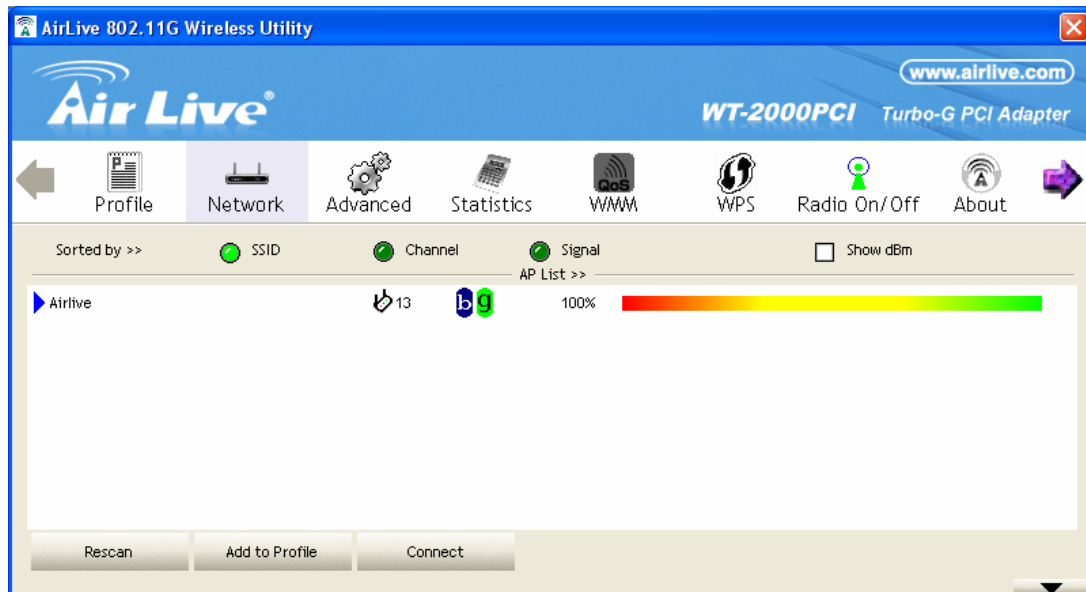 AirLive 802.11G Wireless Utility
www.airlive.com
Air Live®
WT-2000PCI Turbo-G PCI Adapter
P
QoS
Profile Network Advanced Statistics WMM WPS Radio On/Off About
Sorted by >> SSID Channel Signal Show dBm
AP List >>
Airlive 13 b g 100%
Rescan Add to Profile Connect